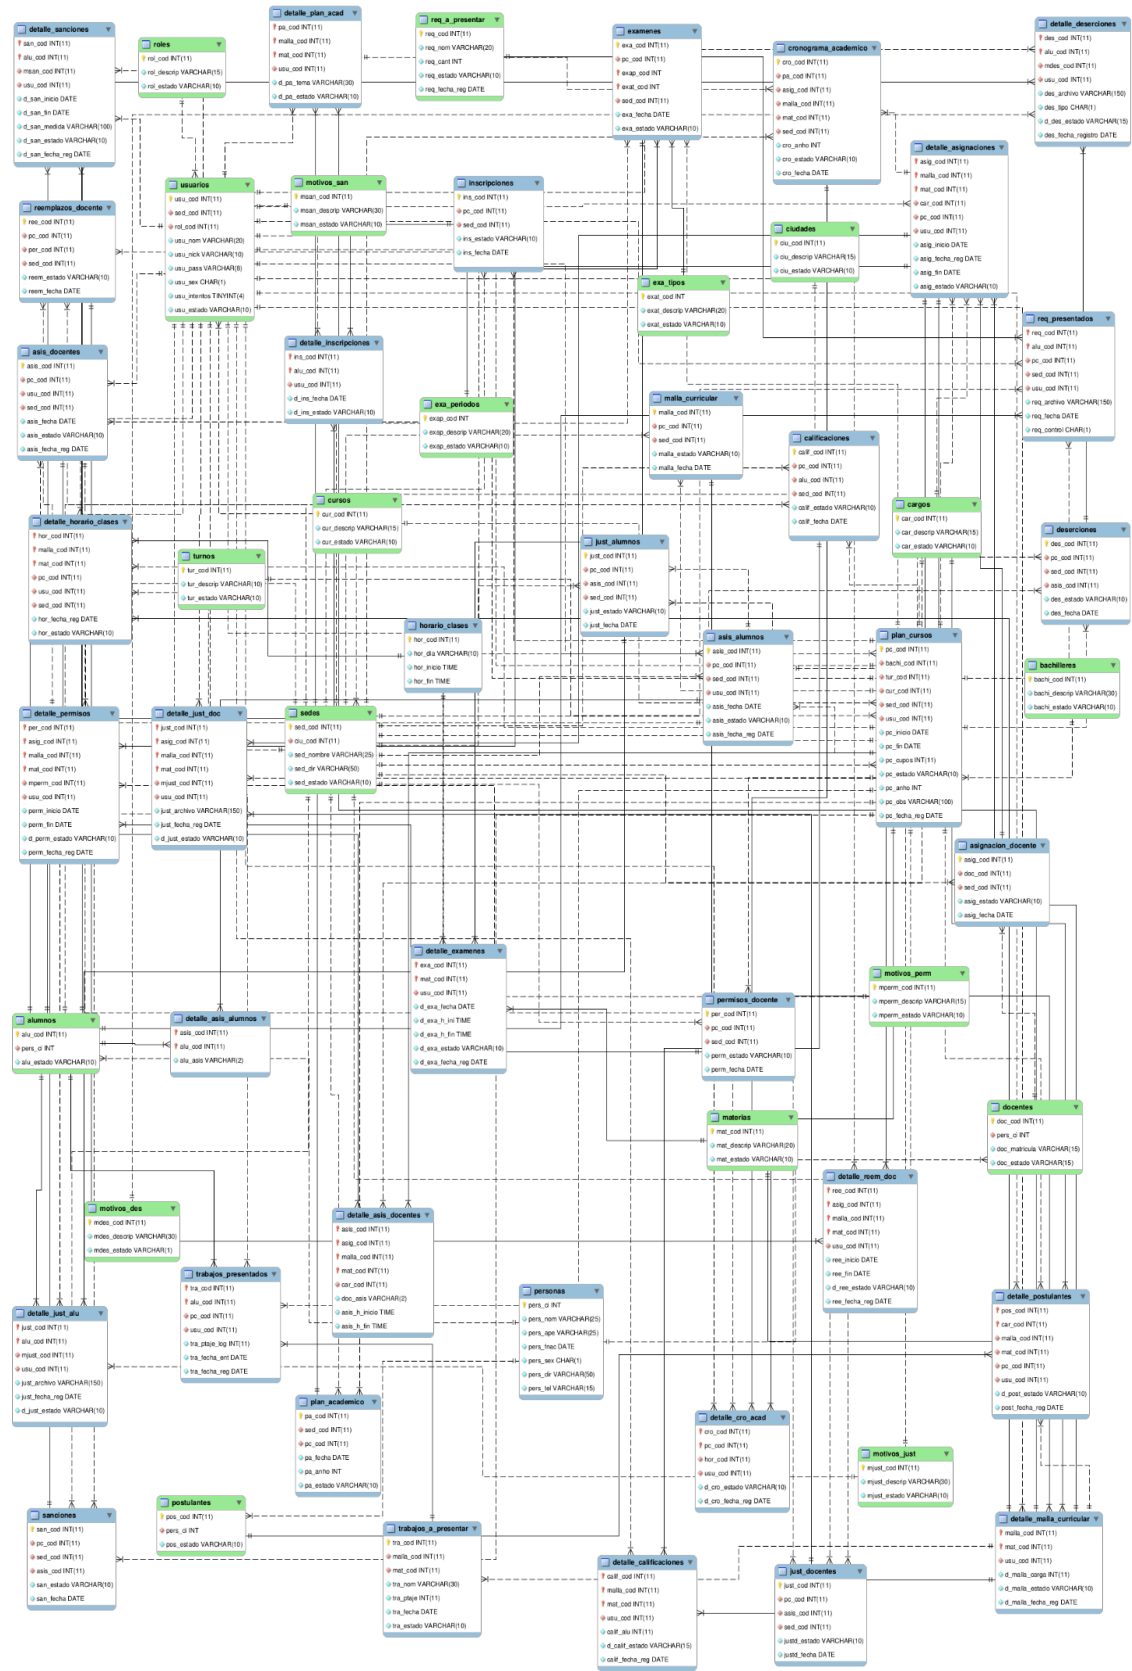 detalle_sanciones
san_cod INT(11)
alu_cod INT(11)
msan_cod INT(11)
usu_cod INT(11)
d_san_inicio DATE
d_san_fin DATE
d_san_medida VARCHAR(100)
d_san_estado VARCHAR(10)
d_san_fecha_reg DATE
roles
rol_cod INT(11)
rol_descrip VARCHAR(15)
rol_estado VARCHAR(10)
detalle_plan_acad
pa_cod INT(11)
malla_cod INT(11)
mat_cod INT(11)
usu_cod INT(11)
d_pa_tema VARCHAR(30)
d_pa_estado VARCHAR(10)
req_a_presentar
req_cod INT(11)
req_nom VARCHAR(20)
req_cant INT
req_estado VARCHAR(10)
req_fecha_reg DATE
examenes
exa_cod INT(11)
pc_cod INT(11)
exap_cod INT
exat_cod INT
sed_cod INT(11)
exa_fecha DATE
exa_estado VARCHAR(10)
cronograma_academico
cro_cod INT(11)
pa_cod INT(11)
asig_cod INT(11)
malla_cod INT(11)
mat_cod INT(11)
sed_cod INT(11)
cro_anho INT
cro_estado VARCHAR(10)
cro_fecha DATE
detalle_deserciones
des_cod INT(11)
alu_cod INT(11)
mdes_cod INT(11)
usu_cod INT(11)
des_archivo VARCHAR(150)
des_tipo CHAR(1)
d_des_estado VARCHAR(15)
des_fecha_registro DATE
detalle_asignaciones
asig_cod INT(11)
malla_cod INT(11)
mat_cod INT(11)
car_cod INT(11)
pc_cod INT(11)
usu_cod INT(11)
asig_inicio DATE
asig_fecha_reg DATE
asig_fin DATE
asig_estado VARCHAR(10)
reemplazos_docente
ree_cod INT(11)
pc_cod INT(11)
per_cod INT(11)
sed_cod INT(11)
reem_estado VARCHAR(10)
reem_fecha DATE
usuarios
usu_cod INT(11)
sed_cod INT(11)
rol_cod INT(11)
usu_nom VARCHAR(20)
usu_nick VARCHAR(10)
usu_pass VARCHAR(8)
usu_sex CHAR(1)
usu_intentos TINYINT(4)
usu_estado VARCHAR(10)
motivos_san
msan_cod INT(11)
msan_descrip VARCHAR(30)
msan_estado VARCHAR(10)
inscripciones
ins_cod INT(11)
pc_cod INT(11)
sed_cod INT(11)
ins_estado VARCHAR(10)
ins_fecha DATE
ciudades
ciu_cod INT(11)
ciu_descrip VARCHAR(15)
ciu_estado VARCHAR(10)
exa_tipos
exat_cod INT
exat_descrip VARCHAR(20)
exat_estado VARCHAR(10)
req_presentados
req_cod INT(11)
alu_cod INT(11)
pc_cod INT(11)
sed_cod INT(11)
usu_cod INT(11)
req_archivo VARCHAR(150)
req_fecha DATE
req_control CHAR(1)
asis_docentes
asis_cod INT(11)
pc_cod INT(11)
usu_cod INT(11)
sed_cod INT(11)
asis_fecha DATE
asis_estado VARCHAR(10)
asis_fecha_reg DATE
detalle_inscripciones
ins_cod INT(11)
alu_cod INT(11)
usu_cod INT(11)
d_ins_fecha DATE
d_ins_estado VARCHAR(10)
exa_periodos
exap_cod INT
exap_descrip VARCHAR(20)
exap_estado VARCHAR(10)
malla_curricular
malla_cod INT(11)
pc_cod INT(11)
sed_cod INT(11)
malla_estado VARCHAR(10)
malla_fecha DATE
calificaciones
calif_cod INT(11)
pc_cod INT(11)
alu_cod INT(11)
sed_cod INT(11)
calif_estado VARCHAR(10)
calif_fecha DATE
cursos
cur_cod INT(11)
cur_descrip VARCHAR(15)
cur_estado VARCHAR(10)
cargos
car_cod INT(11)
car_descrip VARCHAR(15)
car_estado VARCHAR(10)
detalle_horario_clases
hor_cod INT(11)
malla_cod INT(11)
mat_cod INT(11)
pc_cod INT(11)
usu_cod INT(11)
sed_cod INT(11)
hor_fecha_reg DATE
hor_estado VARCHAR(10)
turnos
tur_cod INT(11)
tur_descrip VARCHAR(10)
tur_estado VARCHAR(10)
just_alumnos
just_cod INT(11)
pc_cod INT(11)
asis_cod INT(11)
sed_cod INT(11)
just_estado VARCHAR(10)
just_fecha DATE
deserciones
des_cod INT(11)
pc_cod INT(11)
sed_cod INT(11)
asis_cod INT(11)
des_estado VARCHAR(10)
des_fecha DATE
horario_clases
hor_cod INT(11)
hor_dia VARCHAR(10)
hor_inicio TIME
hor_fin TIME
asis_alumnos
asis_cod INT(11)
pc_cod INT(11)
sed_cod INT(11)
usu_cod INT(11)
asis_fecha DATE
asis_estado VARCHAR(10)
asis_fecha_reg DATE
plan_cursos
pc_cod INT(11)
bachi_cod INT(11)
tur_cod INT(11)
cur_cod INT(11)
sed_cod INT(11)
usu_cod INT(11)
pc_inicio DATE
pc_fin DATE
pc_cupos INT(11)
pc_estado VARCHAR(10)
pc_anho INT
pc_obs VARCHAR(100)
pc_fecha_reg DATE
bachilleres
bachi_cod INT(11)
bachi_descrip VARCHAR(30)
bachi_estado VARCHAR(10)
detalle_permisos
per_cod INT(11)
asig_cod INT(11)
malla_cod INT(11)
mat_cod INT(11)
mperm_cod INT(11)
usu_cod INT(11)
perm_inicio DATE
perm_fin DATE
d_perm_estado VARCHAR(10)
perm_fecha_reg DATE
detalle_just_doc
just_cod INT(11)
asig_cod INT(11)
malla_cod INT(11)
mat_cod INT(11)
mjust_cod INT(11)
usu_cod INT(11)
just_archivo VARCHAR(150)
just_fecha_reg DATE
d_just_estado VARCHAR(10)
sedes
sed_cod INT(11)
ciu_cod INT(11)
sed_nombre VARCHAR(25)
sed_dir VARCHAR(50)
sed_estado VARCHAR(10)
asignacion_docente
asig_cod INT(11)
doc_cod INT(11)
sed_cod INT(11)
asig_estado VARCHAR(10)
asig_fecha DATE
detalle_examenes
exa_cod INT(11)
mat_cod INT(11)
usu_cod INT(11)
d_exa_fecha DATE
d_exa_h_ini TIME
d_exa_h_fin TIME
d_exa_estado VARCHAR(10)
d_exa_fecha_reg DATE
motivos_perm
mperm_cod INT(11)
mperm_descrip VARCHAR(15)
mperm_estado VARCHAR(10)
permisos_docente
per_cod INT(11)
pc_cod INT(11)
sed_cod INT(11)
perm_estado VARCHAR(10)
perm_fecha DATE
alumnos
alu_cod INT(11)
pers_ci INT
alu_estado VARCHAR(10)
detalle_asis_alumnos
asis_cod INT(11)
alu_cod INT(11)
alu_asis VARCHAR(2)
materias
mat_cod INT(11)
mat_descrip VARCHAR(20)
mat_estado VARCHAR(10)
docentes
doc_cod INT(11)
pers_ci INT
doc_matricula VARCHAR(15)
doc_estado VARCHAR(15)
detalle_reem_doc
ree_cod INT(11)
asig_cod INT(11)
malla_cod INT(11)
mat_cod INT(11)
usu_cod INT(11)
ree_inicio DATE
ree_fin DATE
d_ree_estado VARCHAR(10)
ree_fecha_reg DATE
motivos_des
mdes_cod INT(11)
mdes_descrip VARCHAR(30)
mdes_estado VARCHAR(1)
detalle_asis_docentes
asis_cod INT(11)
asig_cod INT(11)
malla_cod INT(11)
mat_cod INT(11)
car_cod INT(11)
doc_asis VARCHAR(2)
asis_h_inicio TIME
asis_h_fin TIME
trabajos_presentados
tra_cod INT(11)
alu_cod INT(11)
pc_cod INT(11)
usu_cod INT(11)
tra_ptaje_log INT(11)
tra_fecha_ent DATE
tra_fecha_reg DATE
personas
pers_ci INT
pers_nom VARCHAR(25)
pers_ape VARCHAR(25)
pers_fnac DATE
pers_sex CHAR(1)
pers_dir VARCHAR(50)
pers_tel VARCHAR(15)
detalle_postulantes
pos_cod INT(11)
car_cod INT(11)
malla_cod INT(11)
mat_cod INT(11)
pc_cod INT(11)
usu_cod INT(11)
d_post_estado VARCHAR(10)
post_fecha_reg DATE
detalle_just_alu
just_cod INT(11)
alu_cod INT(11)
mjust_cod INT(11)
usu_cod INT(11)
just_archivo VARCHAR(150)
just_fecha_reg DATE
d_just_estado VARCHAR(10)
plan_academico
pa_cod INT(11)
sed_cod INT(11)
pc_cod INT(11)
pa_fecha DATE
pa_anho INT
pa_estado VARCHAR(10)
detalle_cro_acad
cro_cod INT(11)
pc_cod INT(11)
hor_cod INT(11)
usu_cod INT(11)
d_cro_estado VARCHAR(10)
d_cro_fecha_reg DATE
motivos_just
mjust_cod INT(11)
mjust_descrip VARCHAR(30)
mjust_estado VARCHAR(10)
postulantes
pos_cod INT(11)
pers_ci INT
pos_estado VARCHAR(10)
sanciones
san_cod INT(11)
pc_cod INT(11)
sed_cod INT(11)
asis_cod INT(11)
san_estado VARCHAR(10)
san_fecha DATE
trabajos_a_presentar
tra_cod INT(11)
malla_cod INT(11)
mat_cod INT(11)
tra_nom VARCHAR(30)
tra_ptaje INT(11)
tra_fecha DATE
tra_estado VARCHAR(10)
detalle_malla_curricular
malla_cod INT(11)
mat_cod INT(11)
usu_cod INT(11)
d_malla_carga INT(11)
d_malla_estado VARCHAR(10)
d_malla_fecha_reg DATE
detalle_calificaciones
calif_cod INT(11)
malla_cod INT(11)
mat_cod INT(11)
usu_cod INT(11)
calif_alu INT(11)
d_calif_estado VARCHAR(15)
calif_fecha_reg DATE
just_docentes
just_cod INT(11)
pc_cod INT(11)
asis_cod INT(11)
sed_cod INT(11)
justd_estado VARCHAR(10)
justd_fecha DATE